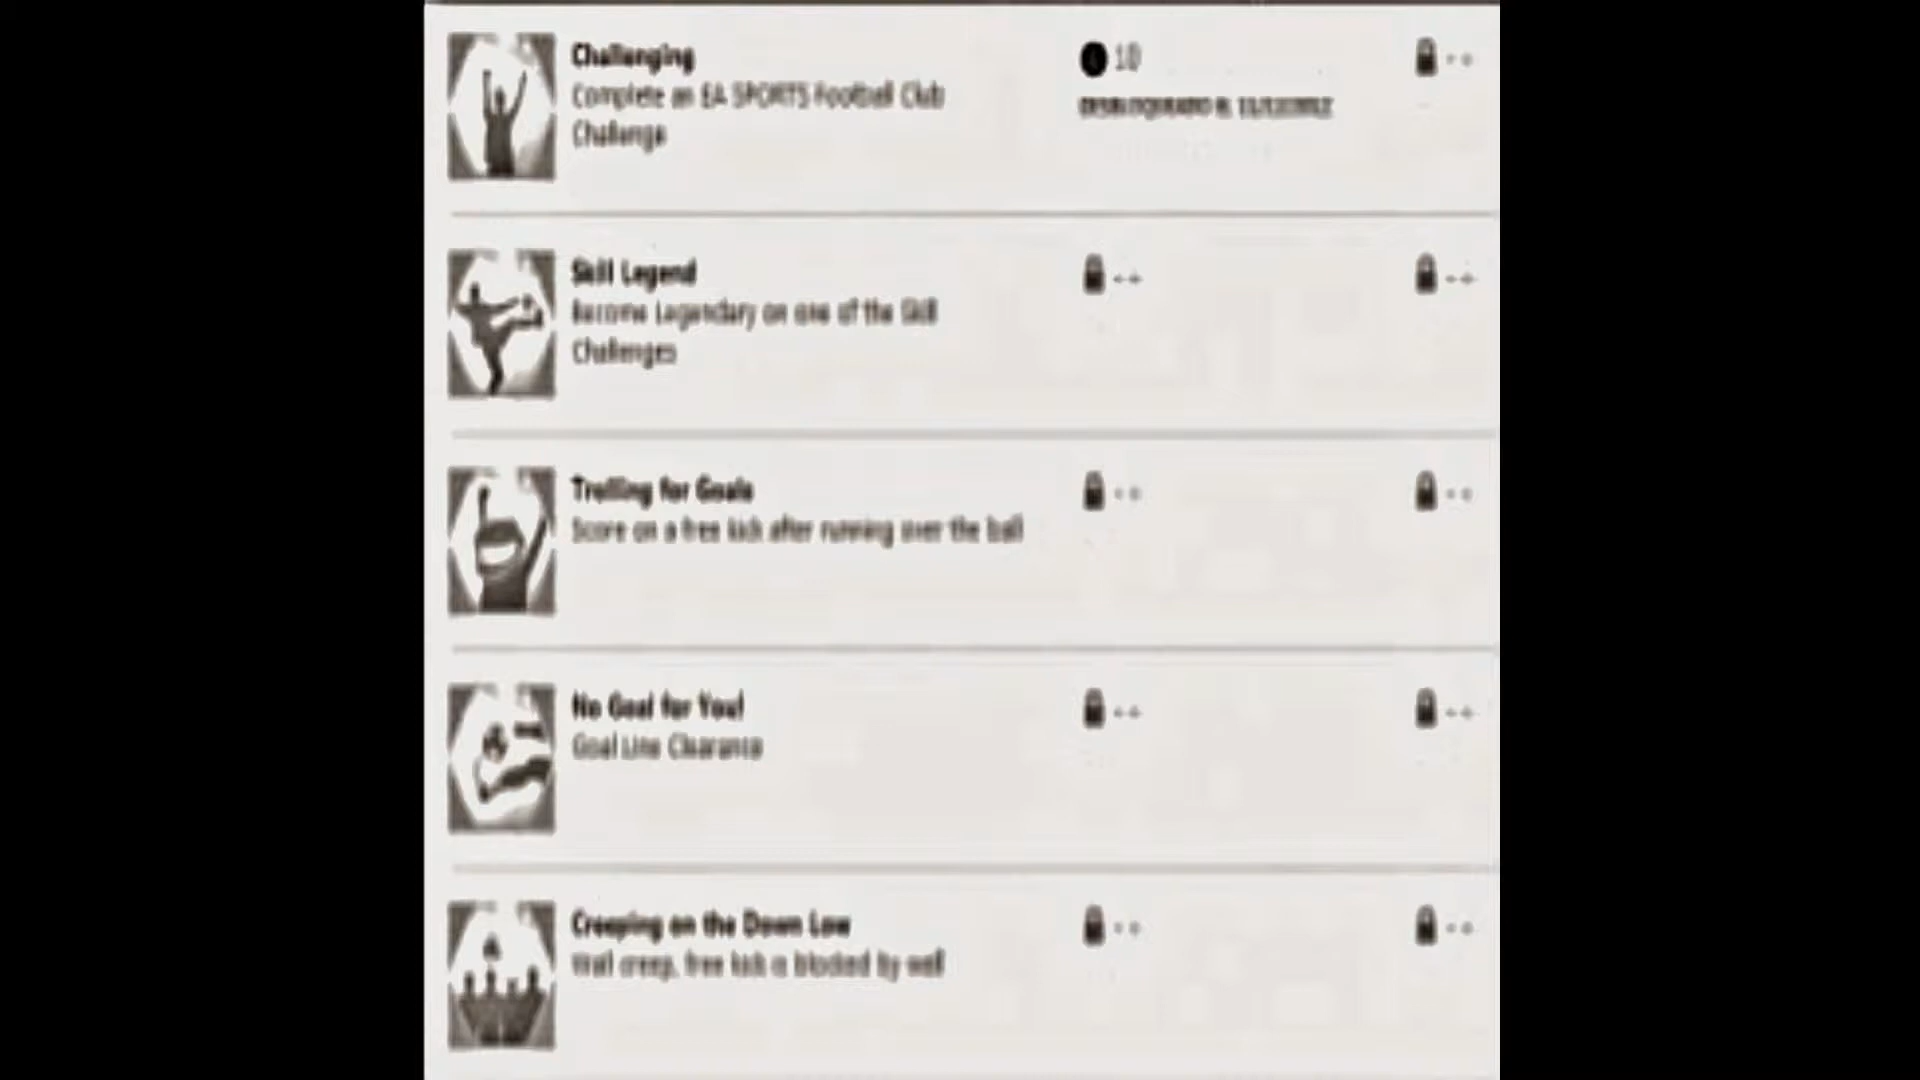 Challenging
10
Complete an EA SPORTS Football Club
Challenge
Skill Legend
--
--
Become Legendary on one of the Skill
Challenges
Trolling for Goals
--
--
Score on a free kick after running over the ball
No Goal for You!
--
--
Goal Line Clearance
Creeping on the Down Low
--
--
Wall creep, free kick is blocked by wall